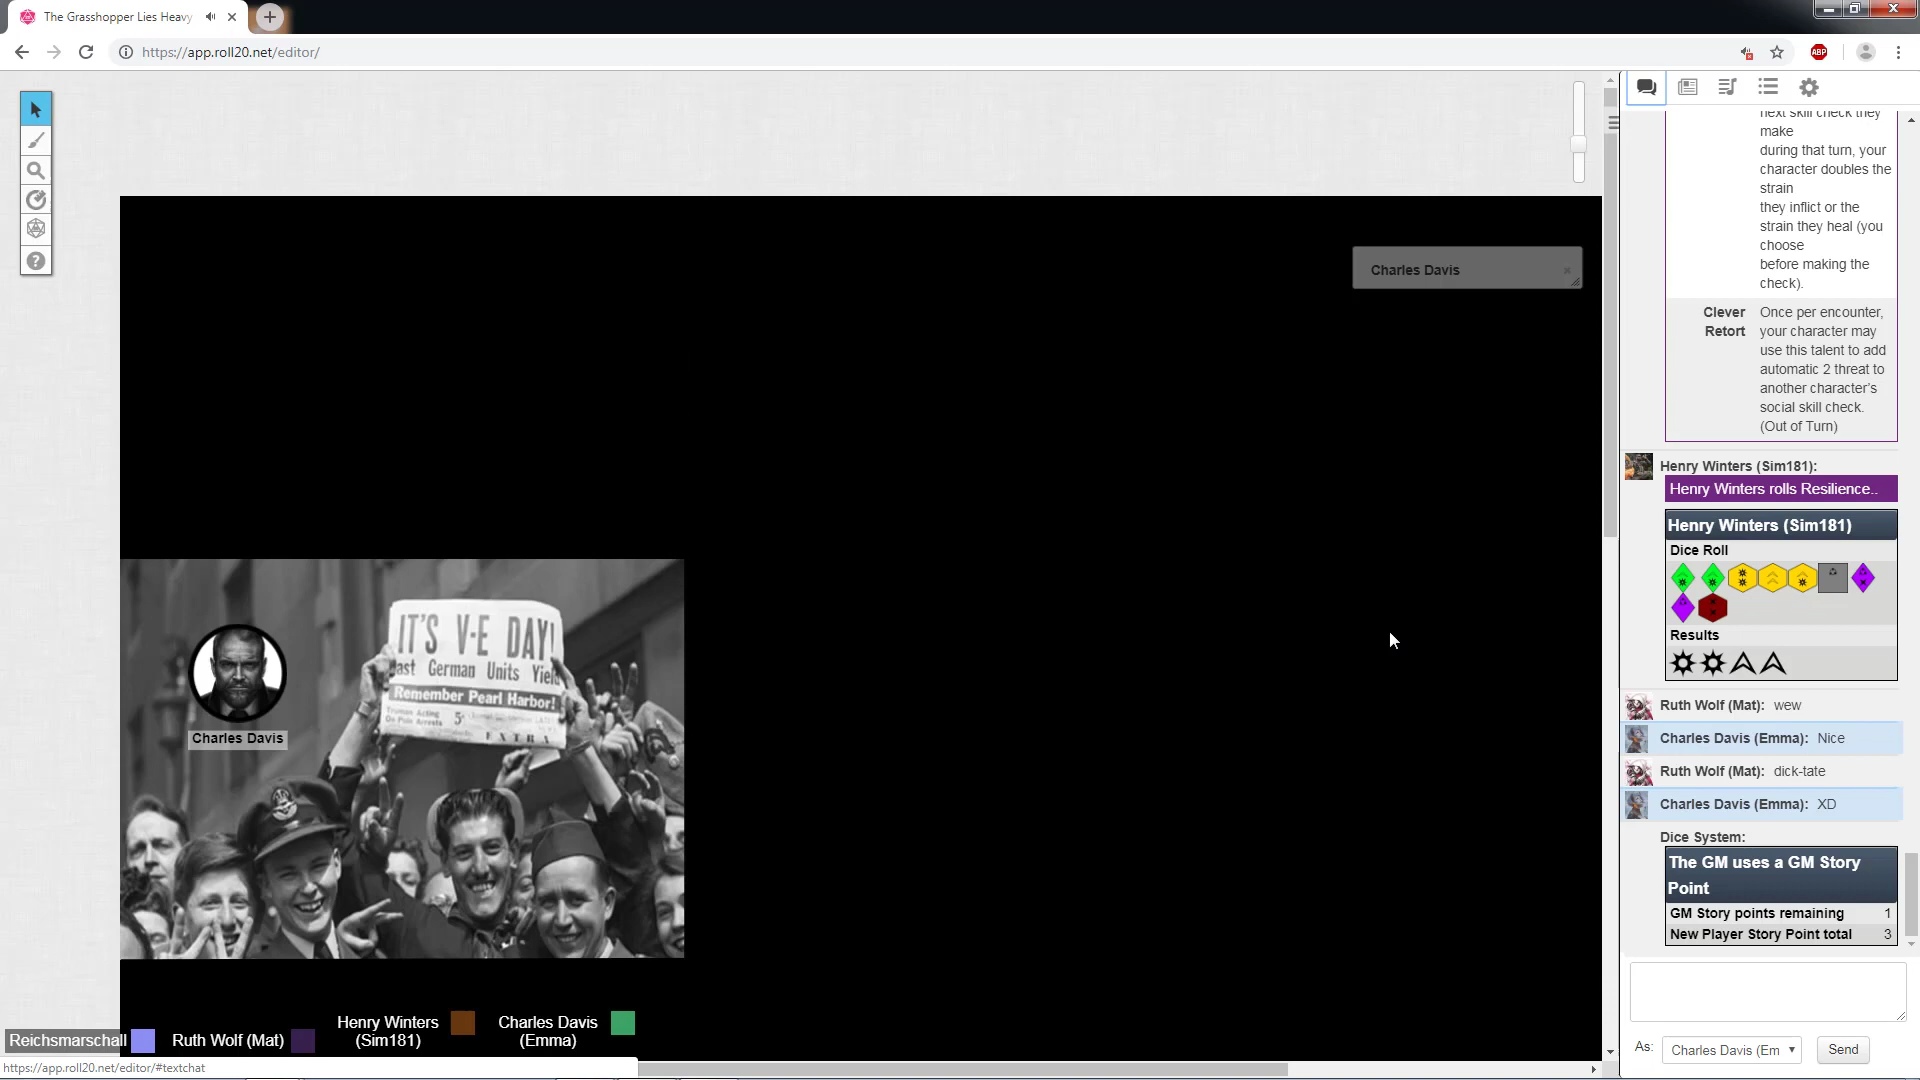 The Grasshopper Lies Heavy
https://app.roll20.net/editor/
ABP
Charles Davis
next skill check they
make
during that turn, your
character doubles the
strain
they inflict or the
strain they heal (you
choose
before making the
check).
Clever Retort
Once per encounter,
your character may
use this talent to add
automatic 2 threat to
another character's
social skill check.
(Out of Turn)
Henry Winters (Sim181):
Henry Winters rolls Resilience..
Henry Winters (Sim181)
Dice Roll
Results
Ruth Wolf (Mat): wew
Charles Davis (Emma): Nice
Ruth Wolf (Mat): dick-tate
Charles Davis (Emma): XD
Dice System:
The GM uses a GM Story
Point
GM Story points remaining 1
New Player Story Point total 3
As: Charles Davis (Em
Send
IT'S V-E DAY!
ast German Units Yield
Remember Pearl Harbor!
5¢
EXTRA
Charles Davis
Reichsmarschall
Ruth Wolf (Mat)
Henry Winters
(Sim181)
Charles Davis
(Emma)
https://app.roll20.net/editor/#textchat